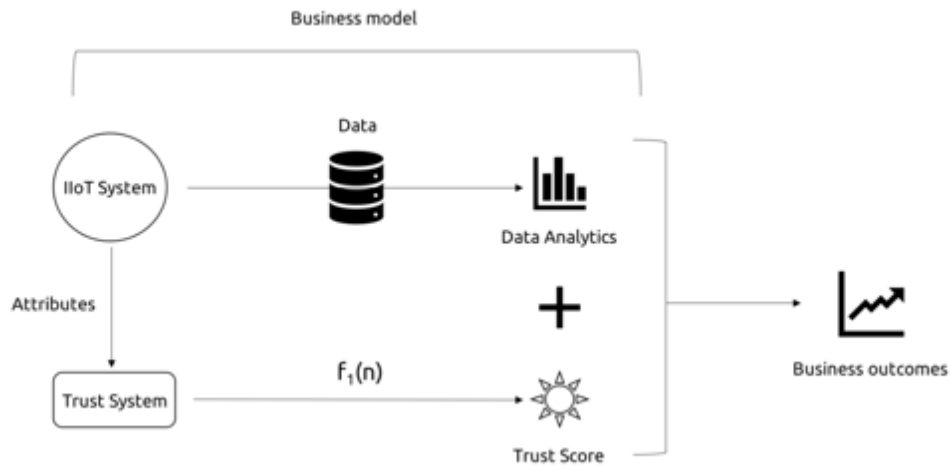 Business model
Data
IIoT System
Data Analytics
Attributes
Business outcomes
f₁(n)
Trust System
Trust Score